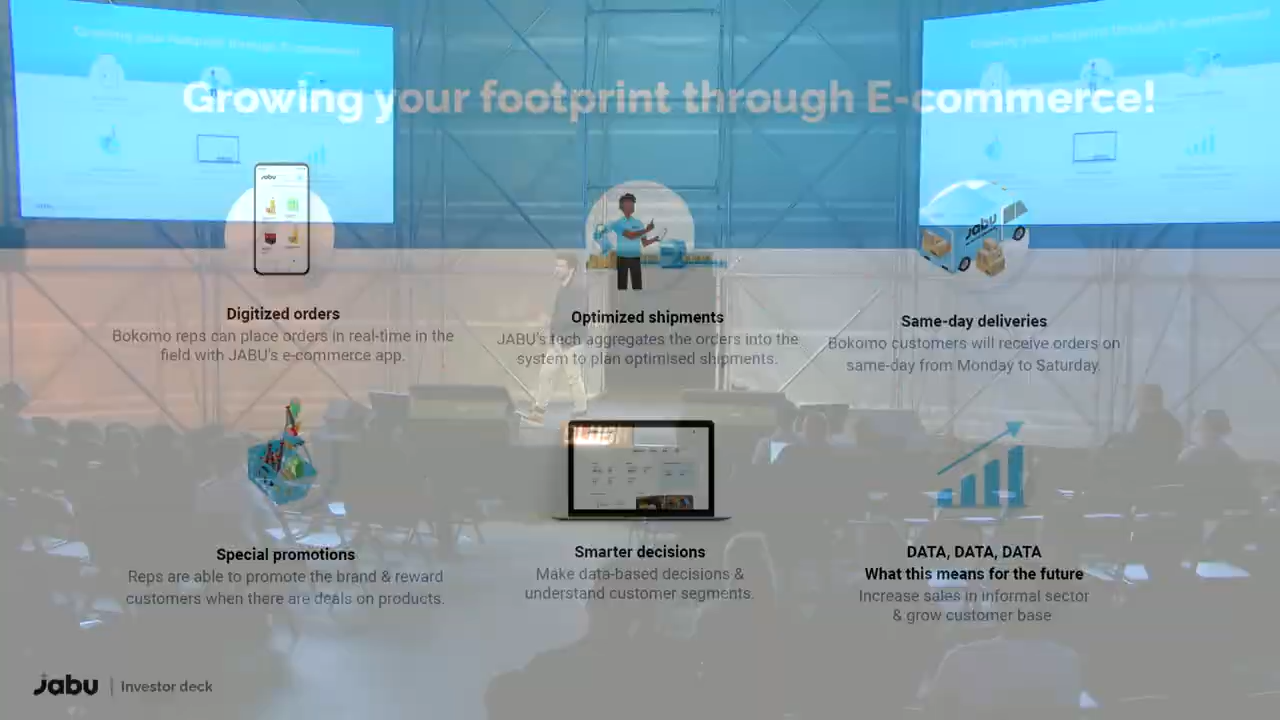 Growing your footprint through E-commerce!
jabu
Jabu
Digitized orders
Bokomo reps can place orders in real-time in the
field with JABU's e-commerce app.
Optimized shipments
JABU's tech aggregates the orders into the
system to plan optimised shipments.
Same-day deliveries
Bokomo customers will receive orders on
same-day from Monday to Saturday.
Special promotions
Reps are able to promote the brand & reward
customers when there are deals on products.
Smarter decisions
Make data-based decisions &
understand customer segments.
DATA, DATA, DATA
What this means for the future
Increase sales in informal sector
& grow customer base
Jabu | Investor deck